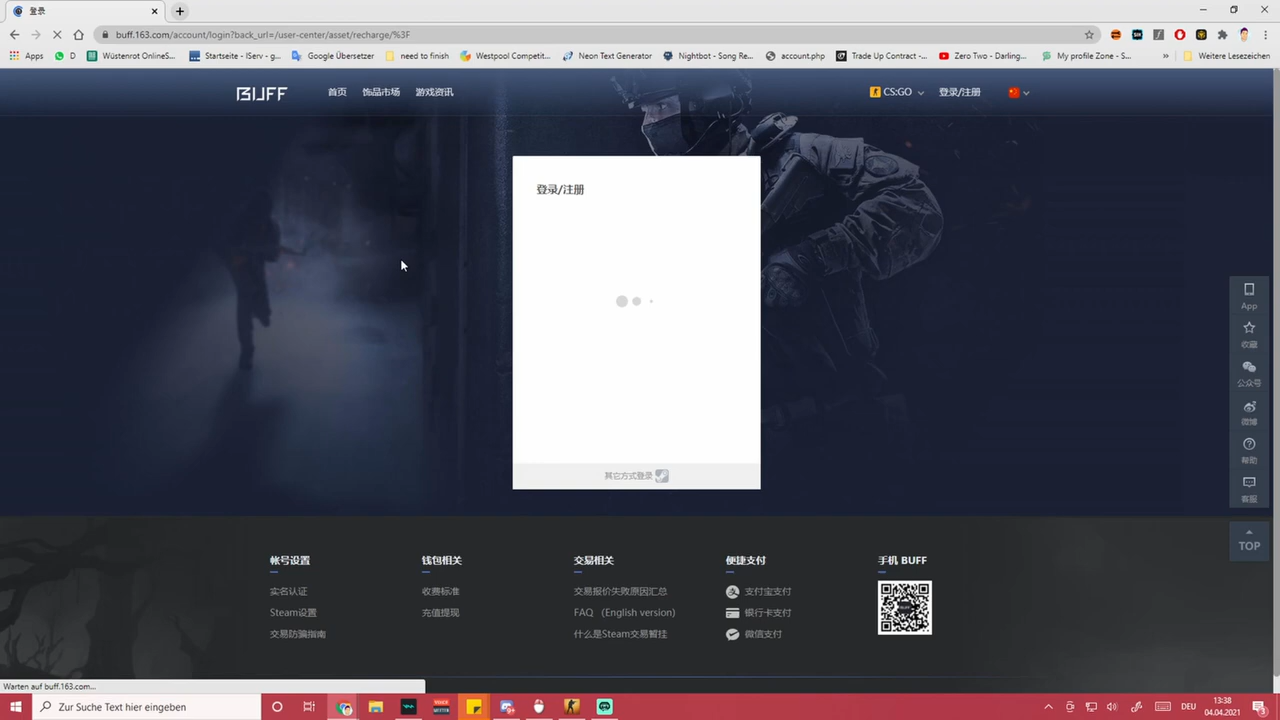 登录
buff.163.com/account/login?back_url=/user-center/asset/recharge/%3F
Apps
D
Wüstenrot OnlineS...
Startseite - IServ - g...
Google Übersetzer
need to finish
Westpool Competit...
Neon Text Generator
Nightbot - Song Re...
account.php
Trade Up Contract -...
Zero Two - Darling...
My profile Zone - S...
»
Weitere Lesezeichen
BUFF
首页
饰品市场
游戏资讯
CS:GO
登录/注册
登录/注册
其它方式登录
App
收藏
公众号
微博
帮助
客服
TOP
帐号设置
钱包相关
交易相关
便捷支付
手机 BUFF
实名认证
收费标准
交易报价失败原因汇总
支付宝支付
Steam设置
充值提现
FAQ （English version）
银行卡支付
交易防骗指南
什么是Steam交易暂挂
微信支付
Warten auf buff.163.com...
Zur Suche Text hier eingeben
DEU
13:38
04.04.2021